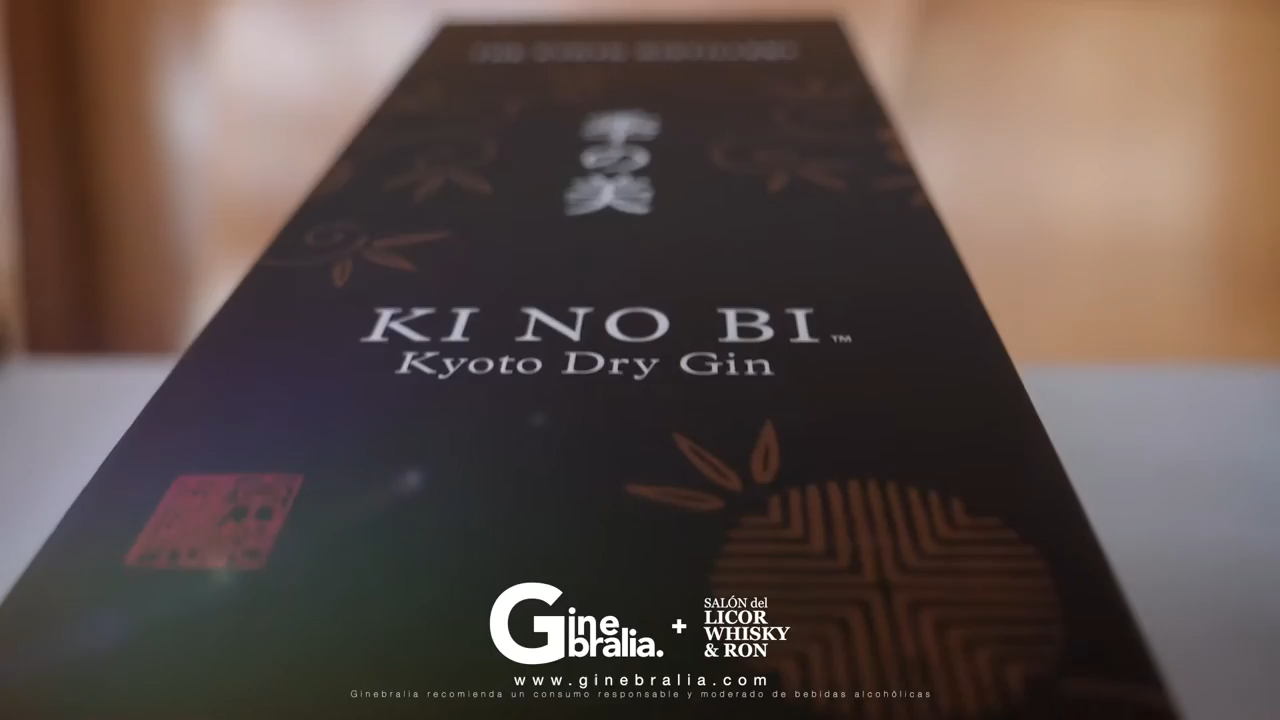 季
の
美
KI NO BI™
Kyoto Dry Gin
Ginebralia. + SALÓN del
LICOR
WHISKY
& RON
www.ginebralia.com
Ginebralia recomienda un consumo responsable y moderado de bebidas alcohólicas